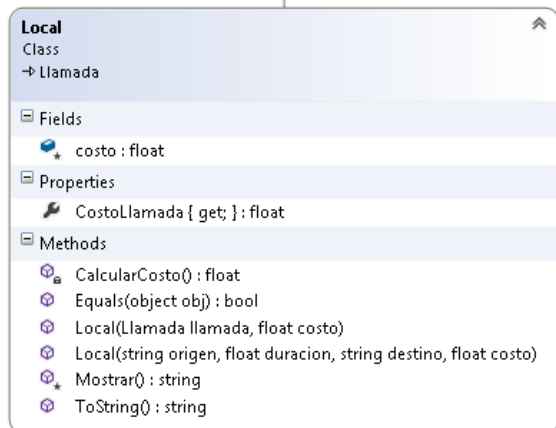 Local
Class
Llamada
Fields
costo : float
Properties
CostoLlamada { get; } : float
Methods
CalcularCosto() : float
Equals(object obj) : bool
Local(Llamada llamada, float costo)
Local(string origen, float duracion, string destino, float costo)
Mostrar() : string
ToString() : string